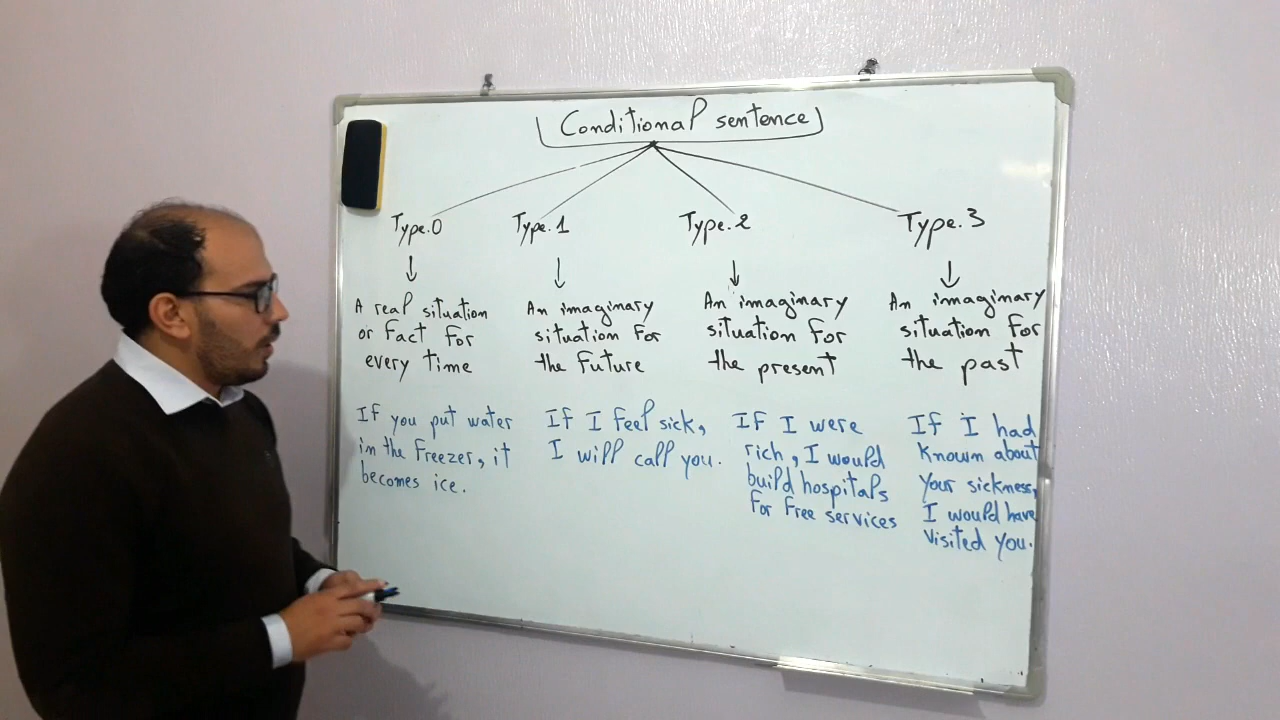 Conditional sentence
Type.0
Type.1
Type.2
Type.3
A real situation
or fact for
every time
An imaginary
situation for
the future
An imaginary
situation for
the present
An imaginary
situation for
the past
If you put water
in the freezer, it
becomes ice.
If I feel sick,
I will call you.
If I were
rich, I would
build hospitals
for free services
If I had
known about
your sickness,
I would have
visited you.